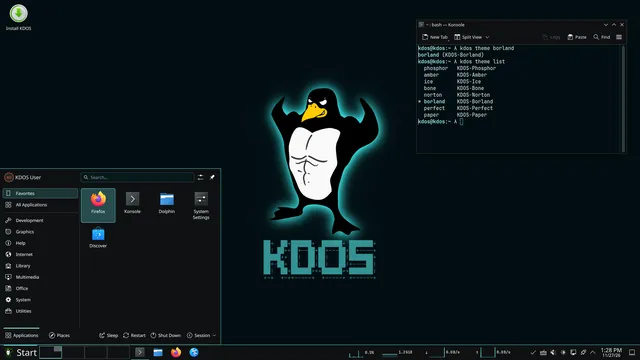 Install KDOS
~ : bash — Konsole
New Tab
Split View
Copy
Paste
Find
kdos@kdos:~ λ kdos theme borland
borland (KDOS-Borland)
kdos@kdos:~ λ kdos theme list
phosphor KDOS-Phosphor
amber KDOS-Amber
ice KDOS-Ice
bone KDOS-Bone
norton KDOS-Norton
* borland KDOS-Borland
perfect KDOS-Perfect
paper KDOS-Paper
kdos@kdos:~ λ
KDOS
KDOS User
Search...
Favorites
All Applications
Development
Graphics
Help
Internet
Library
Multimedia
Office
System
Utilities
Firefox
Konsole
Dolphin
System
Settings
Discover
Applications
Places
Sleep
Restart
Shut Down
Session
Start
1:28 PM
11/27/26